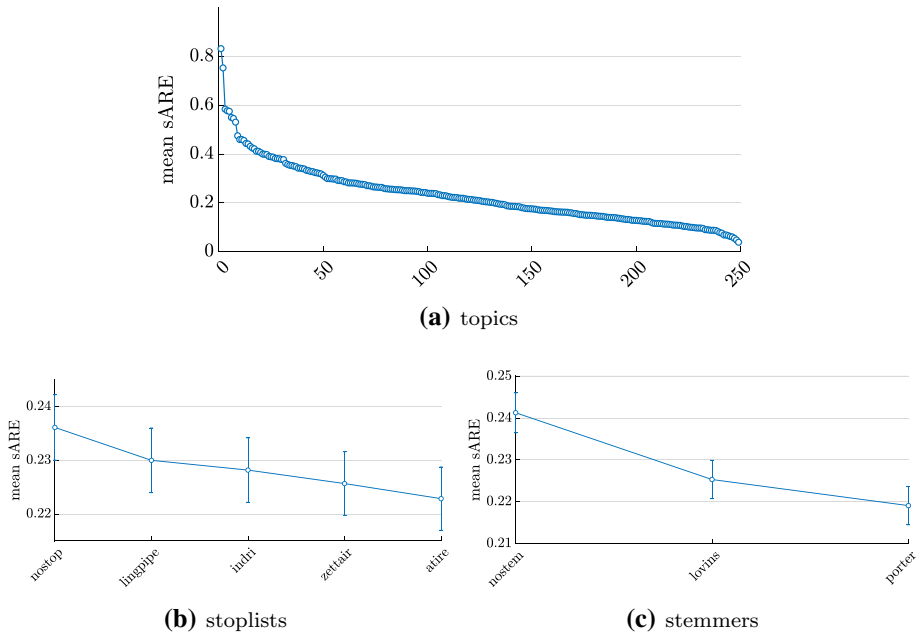 mean sARE
0.8
0.6
0.4
0.2
0
0 50 100 150 200 250
(a) topics
mean sARE
0.24
0.23
0.22
nostop lingpipe indri zettair atire
(b) stoplists
mean sARE
0.25
0.24
0.23
0.22
0.21
nostem lovins porter
(c) stemmers